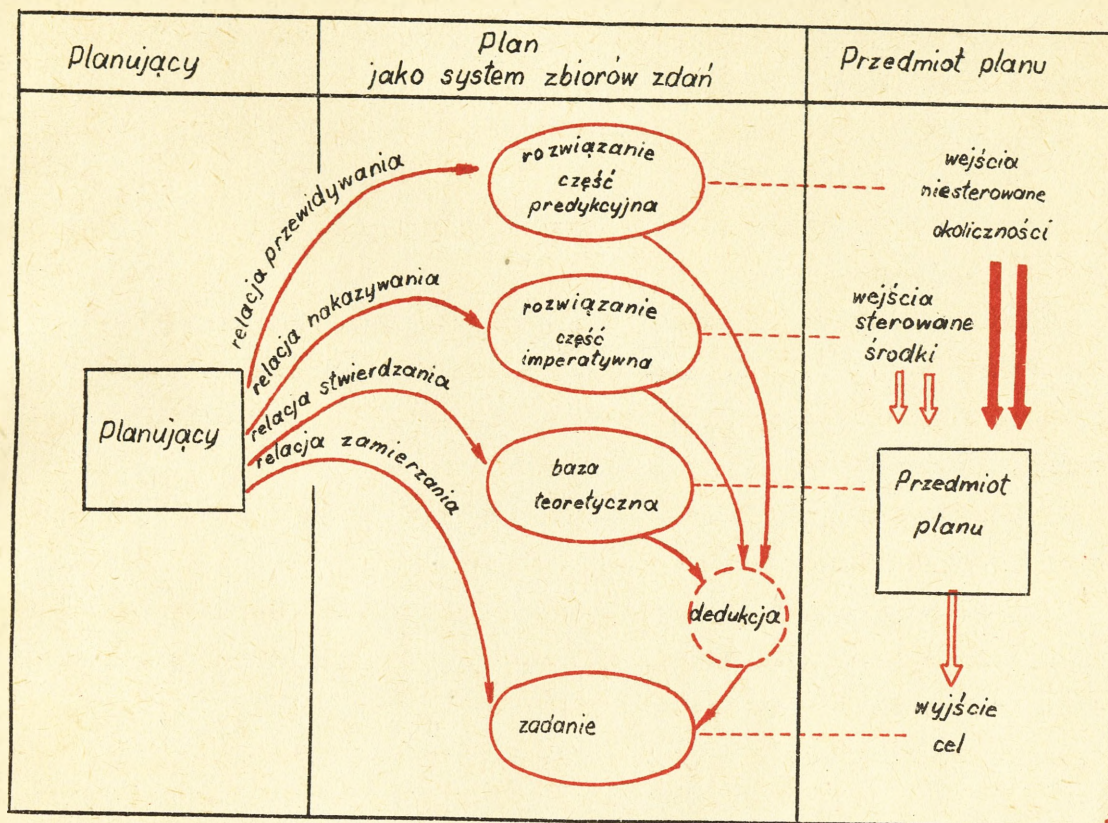 Planujący
Plan
jako system zbiorów zdań
Przedmiot planu
relacja przewidywania
relacja nakazywania
relacja stwierdzania
relacja zamierzania
Planujący
rozwiązanie
część
predykcyjna
rozwiązanie
część
imperatywna
baza
teoretyczna
dedukcja
zadanie
wejścia
niesterowane
okoliczności
wejścia
sterowane
środki
Przedmiot
planu
wyjście
cel